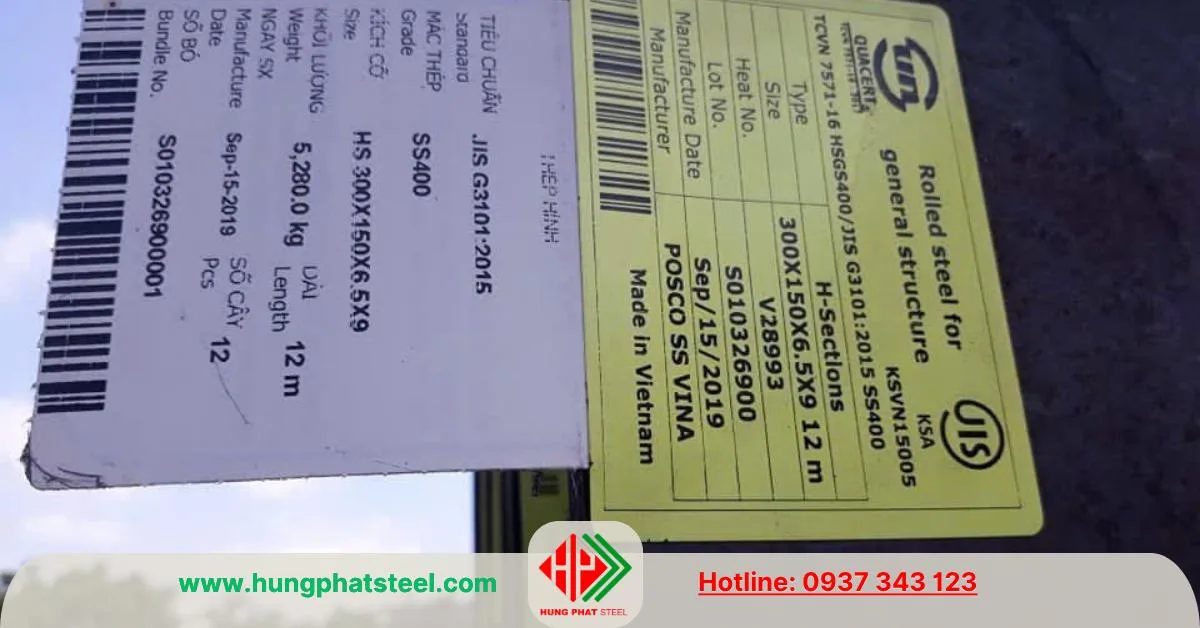 Rolled steel for
general structure
JIS
QUACERT
KSA
KSVN15005
TCVN 7571-16 HSGS400/JIS G3101:2015 SS400
Type H-Sections
Size 300X150X6.5X9 12 m
Heat No. V28993
Lot No. S010326900
Manufacture Date Sep/15/2019
Manufacturer POSCO SS VINA
Made in Vietnam
THÉP HÌNH
TIÊU CHUẨN
Standard JIS G3101:2015
MÁC THÉP
Grade SS400
KÍCH CỠ
Size HS 300X150X6.5X9
KHỐI LƯỢNG DÀI
Weight 5,280.0 kg Length 12 m
NGAY SX SỐ CÂY
Manufacture Sep-15-2019 Pcs 12
Date
SỐ BÓ
Bundle No. S01032690001
www.hungphatsteel.com
HUNG PHAT STEEL
Hotline: 0937 343 123